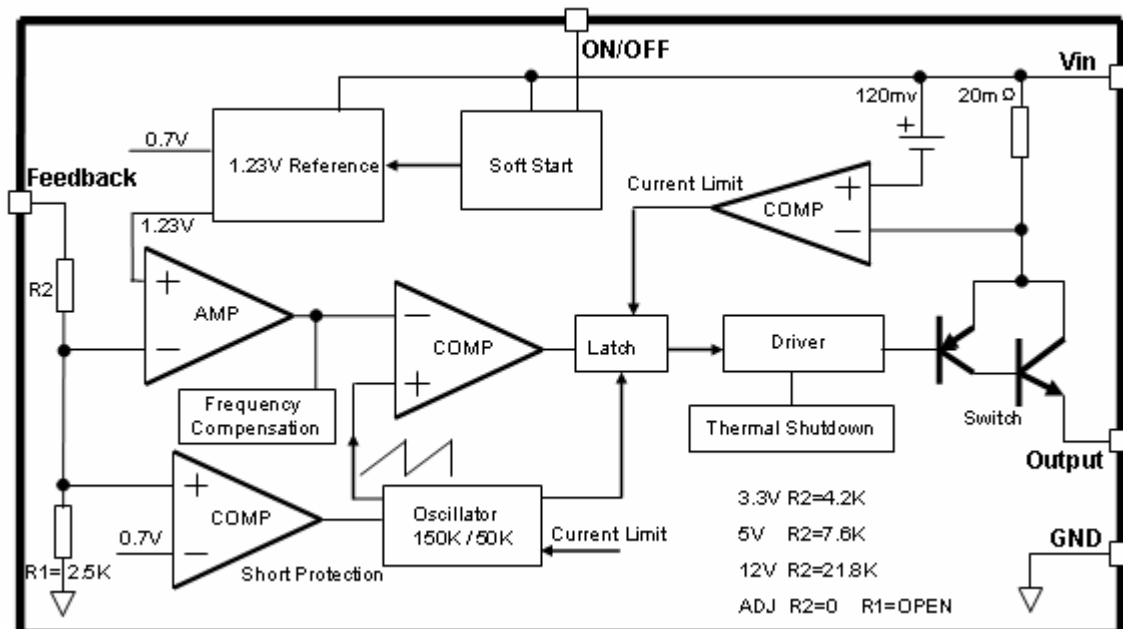 ON/OFF
Vin
120mv
20mΩ
+
0.7V
1.23V Reference
Soft Start
Feedback
Current Limit
+
COMP
−
1.23V
R2
+
AMP
−
−
COMP
+
Latch
Driver
Frequency
Compensation
Thermal Shutdown
Switch
Output
+
COMP
−
0.7V
Oscillator
150K / 50K
Current Limit
Short Protection
R1= 2.5K
3.3V R2=4.2K
5V R2=7.6K
12V R2=21.8K
ADJ R2=0 R1=OPEN
GND